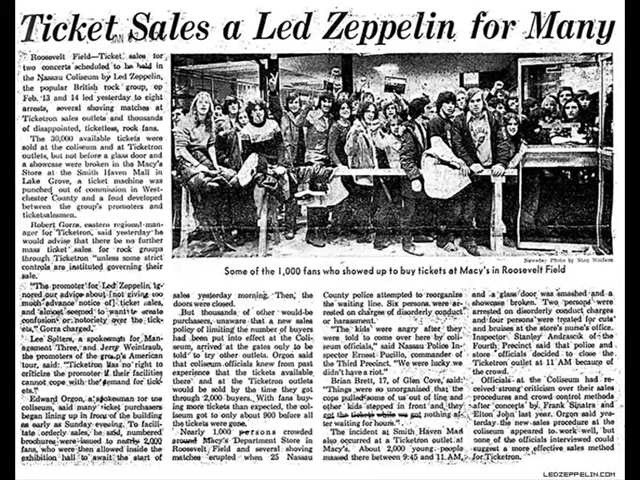 Ticket Sales a Led Zeppelin for Many
JAN
Roosevelt Field—Ticket sales for
two concerts scheduled to be held in
the Nassau Coliseum by Led Zeppelin,
the popular British rock group, on
Feb. 13 and 14 led yesterday to eight
arrests, several shoving matches at
Ticketron sales outlets and thousands
of disappointed, ticketless, rock fans.
The 30,000 available tickets were
sold at the coliseum and at Ticketron
outlets, but not before a glass door and
a showcase were broken in the Macy's
Store at the Smith Haven Mall in
Lake Grove, a ticket machine was
punched out of commission in West-
chester County and a feud developed
between the group's promoters and
ticketsalesmen.
Robert Gorra, eastern regional man-
ager for Ticketron, said yesterday he
would advise that there be no further
mass ticket sales for rock groups
through Ticketron "unless some strict
controls are instituted governing their
sale.
"The promoter for Led Zeppelin, ig-
nored our advice about not giving too
much advance notice of ticket sales,
and almost seemed to want to create
confusion or notoriety over the tick-
ets," Gorra charged.
Lee Solters, a spokesman for Man-
agement Three, and Jerry Weintraub,
the promoters of the group's American
tour, said: "Ticketron has no right to
criticize the promoter if their facilities
cannot cope with the demand for tick-
ets."
Edward Orgon, a spokesman for the
coliseum, said many ticket purchasers
began lining up in front of the building
as early as Sunday evening. To facili-
tate orderly sales, he said, numbered
brochures were issued to nearly 2,000
fans, who were then allowed inside the
exhibition hall to await the start of
Newsday Photo by
Some of the 1,000 fans who showed up to buy tickets at Macy's in Roosevelt Field
sales yesterday morning. Then, the
doors were closed.
But thousands of other would-be
purchasers, unaware that a new sales
policy of limiting the number of buyers
had been put into effect at the Coli-
seum, arrived at the gates only to be
told to try other outlets. Orgon said
that coliseum officials knew from past
experience that the tickets available
there and at the Ticketron outlets
would be sold by the time they got
through 2,000 buyers. With fans buy-
ing more tickets than expected, the col-
iseum got to only about 900 before all
the tickets were gone.
Nearly 1,000 persons crowded
around Macy's Department Store in
Roosevelt Field and several shoving
matches erupted when 25 Nassau
County police attempted to reorganize
the waiting line. Six persons were ar-
rested on charges of disorderly conduct
or harassment.
"The kids were angry after they
were told to come over here by coli-
seum officials," said Nassau Police In-
spector Ernest Pucillo, commander of
the Third Precinct. "We were lucky we
didn't have a riot."
Brian Brett, 17, of Glen Cove, said:
"Things were so unorganized that the
cops pulled some of us out of line and
other kids stepped in front and they
got the tickets while we got nothing af-
ter waiting for hours."
The incident at Smith Haven Mall
also occurred at a Ticketron outlet at
Macy's. About 2,000 young people
massed there between 9:45 and 11 AM,
and a glass door was smashed and a
showcase broken. Two persons were
arrested on disorderly conduct charges
and four persons were treated for cuts
and bruises at the store's nurse's office.
Inspector Stanley Andrascik of the
Fourth Precinct said that police and
store officials decided to close the
Ticketron outlet at 11 AM because of
the crowd.
Officials at the Coliseum had re-
ceived strong criticism over their sales
procedures and crowd control methods
after concerts by Frank Sinatra and
Elton John last year. Orgon said yes-
terday the new sales procedure at the
coliseum appeared to work well, but
none of the officials interviewed could
suggest a more effective sales method
for Ticketron.
LEDZEPPELIN.COM